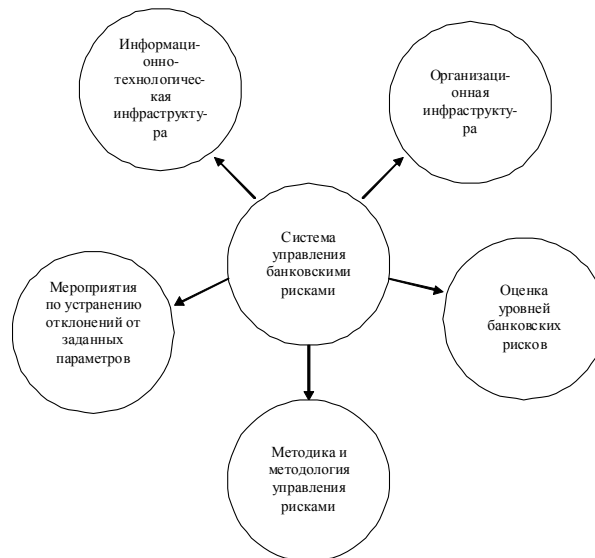 Информаци-
онно-
технологичес-
кая
инфраструкту-
ра
Организаци-
онная
инфраструкту-
ра
Система
управления
банковскими
рисками
Мероприятия
по устранению
отклонений от
заданных
параметров
Оценка
уровней
банковских
рисков
Методика и
методология
управления
рисками